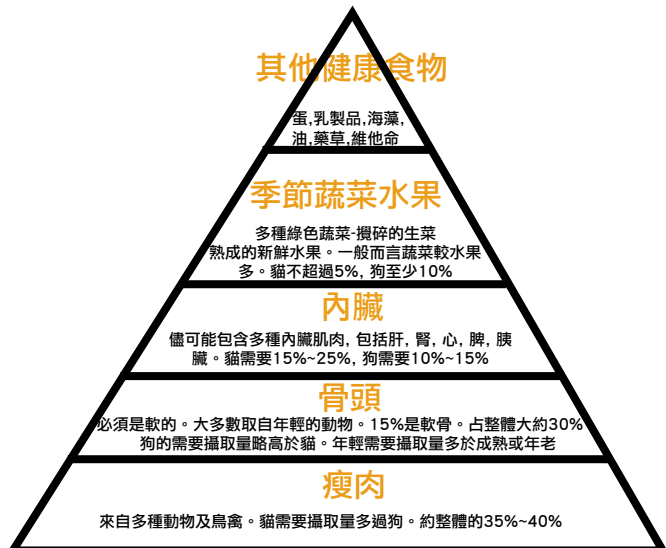 其他健康食物
蛋,乳製品,海藻,
油,藥草,維他命
季節蔬菜水果
多種綠色蔬菜-攪碎的生菜
熟成的新鮮水果。一般而言蔬菜較水果
多。貓不超過5%, 狗至少10%
內臟
儘可能包含多種內臟肌肉, 包括肝, 腎, 心, 脾, 胰
臟。貓需要15%~25%, 狗需要10%~15%
骨頭
必須是軟的。大多數取自年輕的動物。15%是軟骨。占整體大約30%
狗的需要攝取量略高於貓。年輕需要攝取量多於成熟或年老
瘦肉
來自多種動物及鳥禽。貓需要攝取量多過狗。約整體的35%~40%